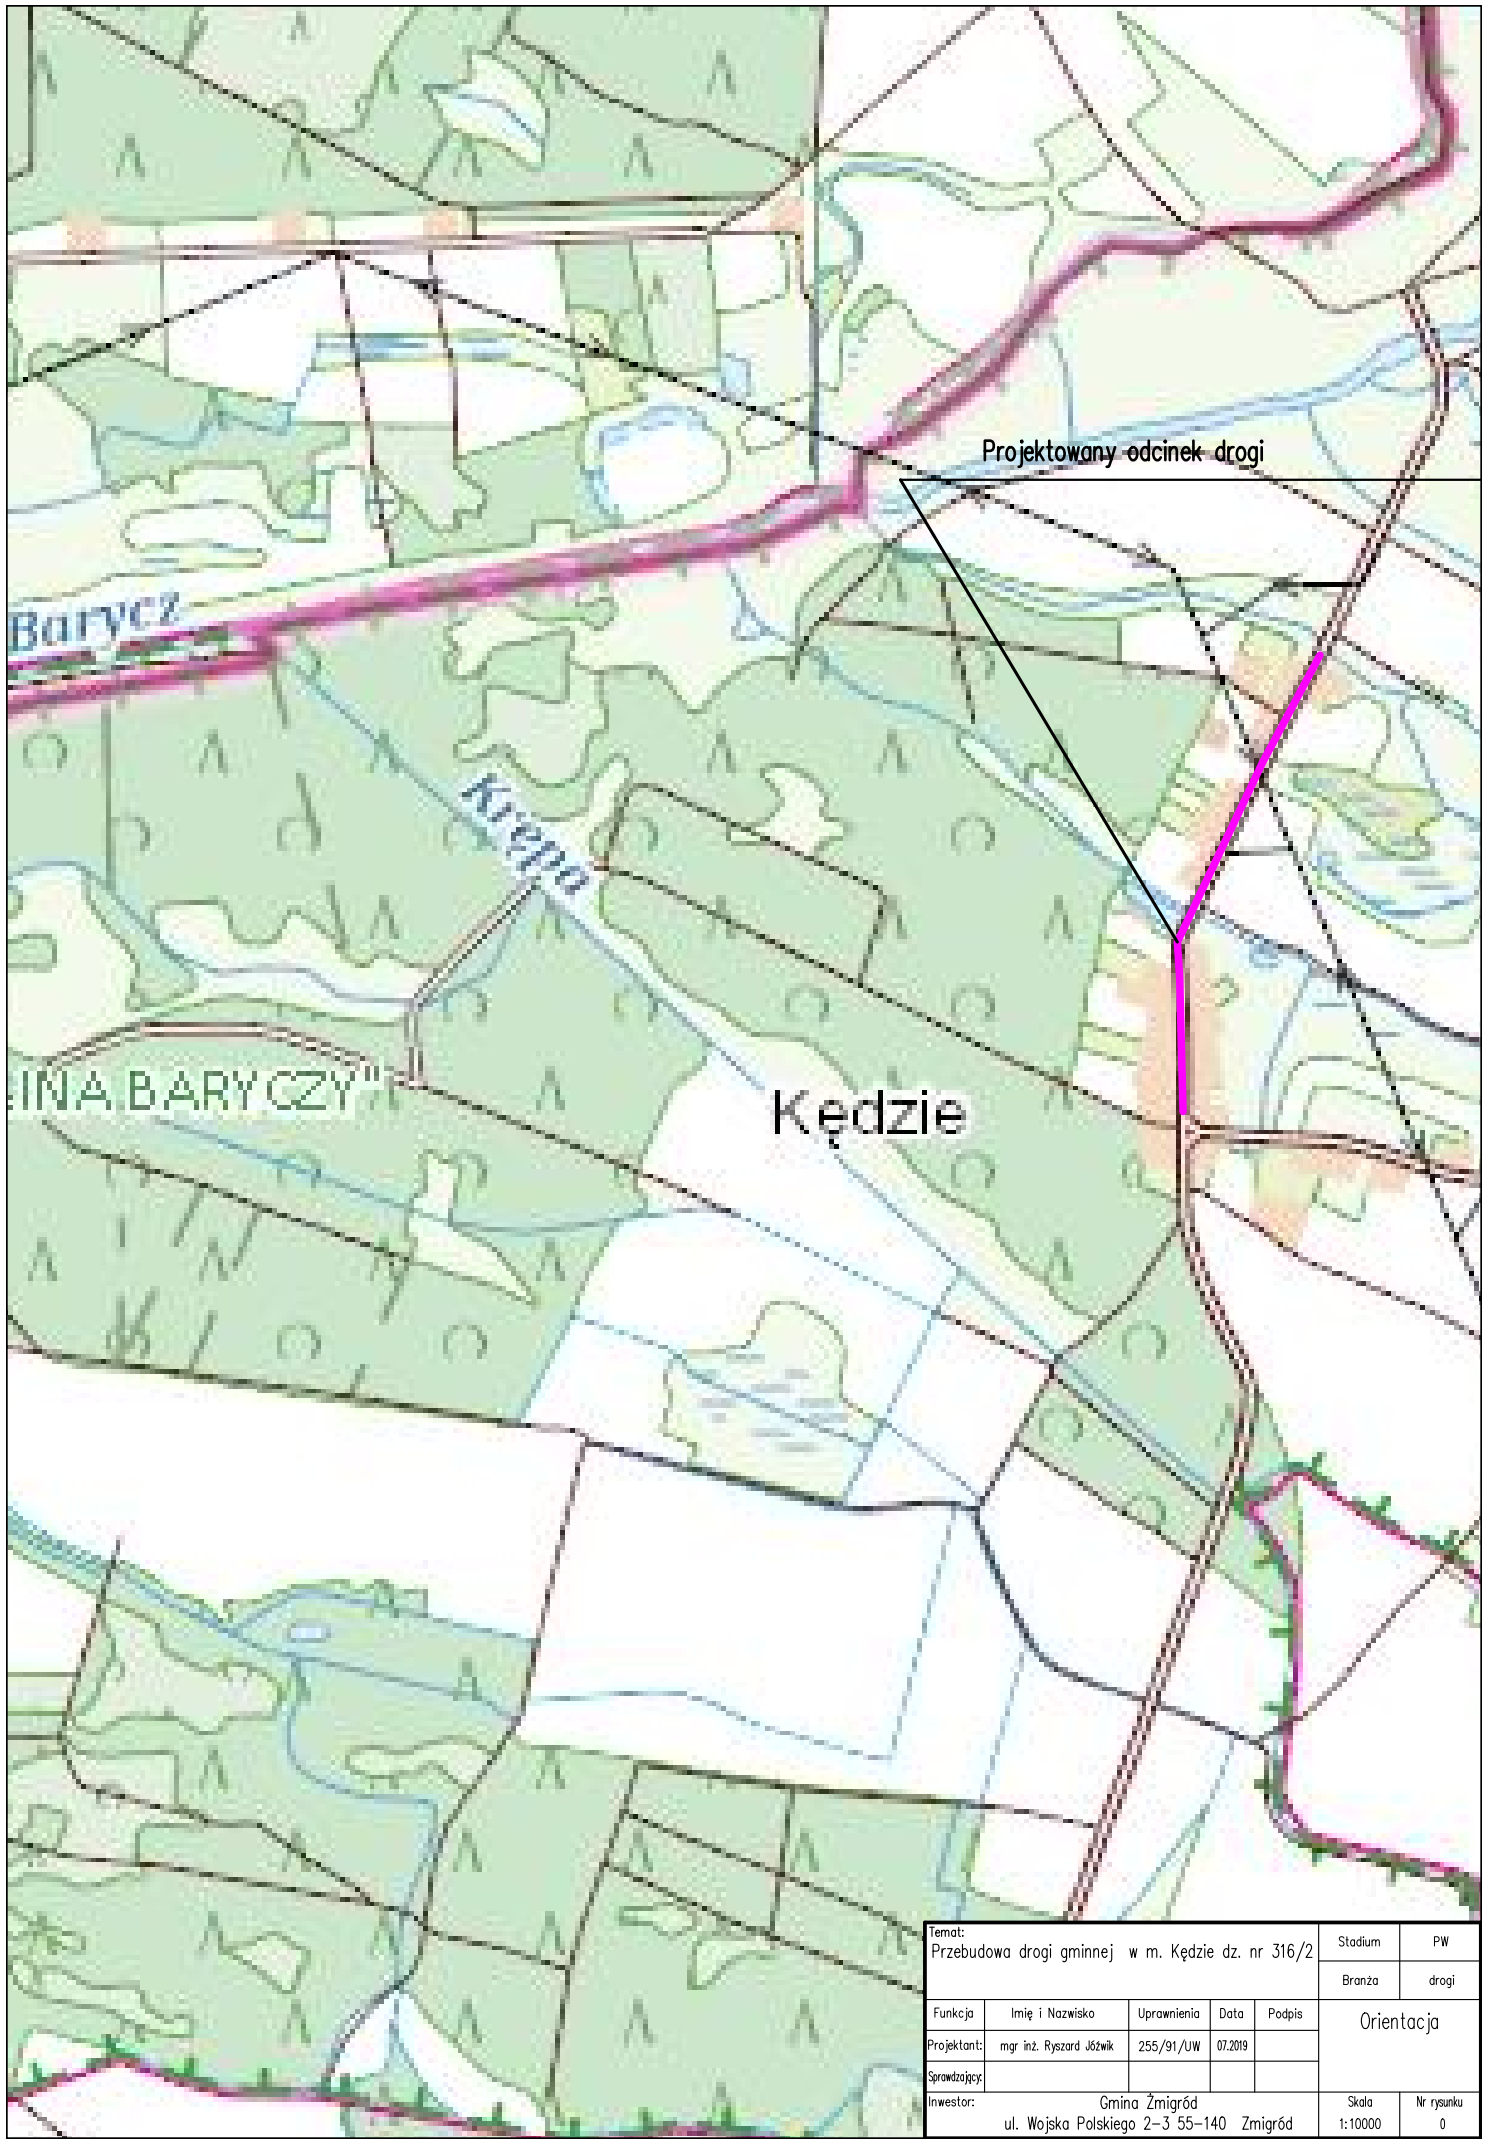 Projektowany odcinek drogi
Barycz
Krępa
INA BARYCZY"
Kędzie
Temat:
Przebudowa drogi gminnej w m. Kędzie dz. nr 316/2
Stadium PW
Branża drogi
Funkcja Imię i Nazwisko Uprawnienia Data Podpis
Orientacja
Projektant: mgr inż. Ryszard Jóźwik 255/91/UW 07.2019
Sprawdzający:
Inwestor: Gmina Żmigród
ul. Wojska Polskiego 2-3 55-140 Żmigród
Skala Nr rysunku
1:10000 0